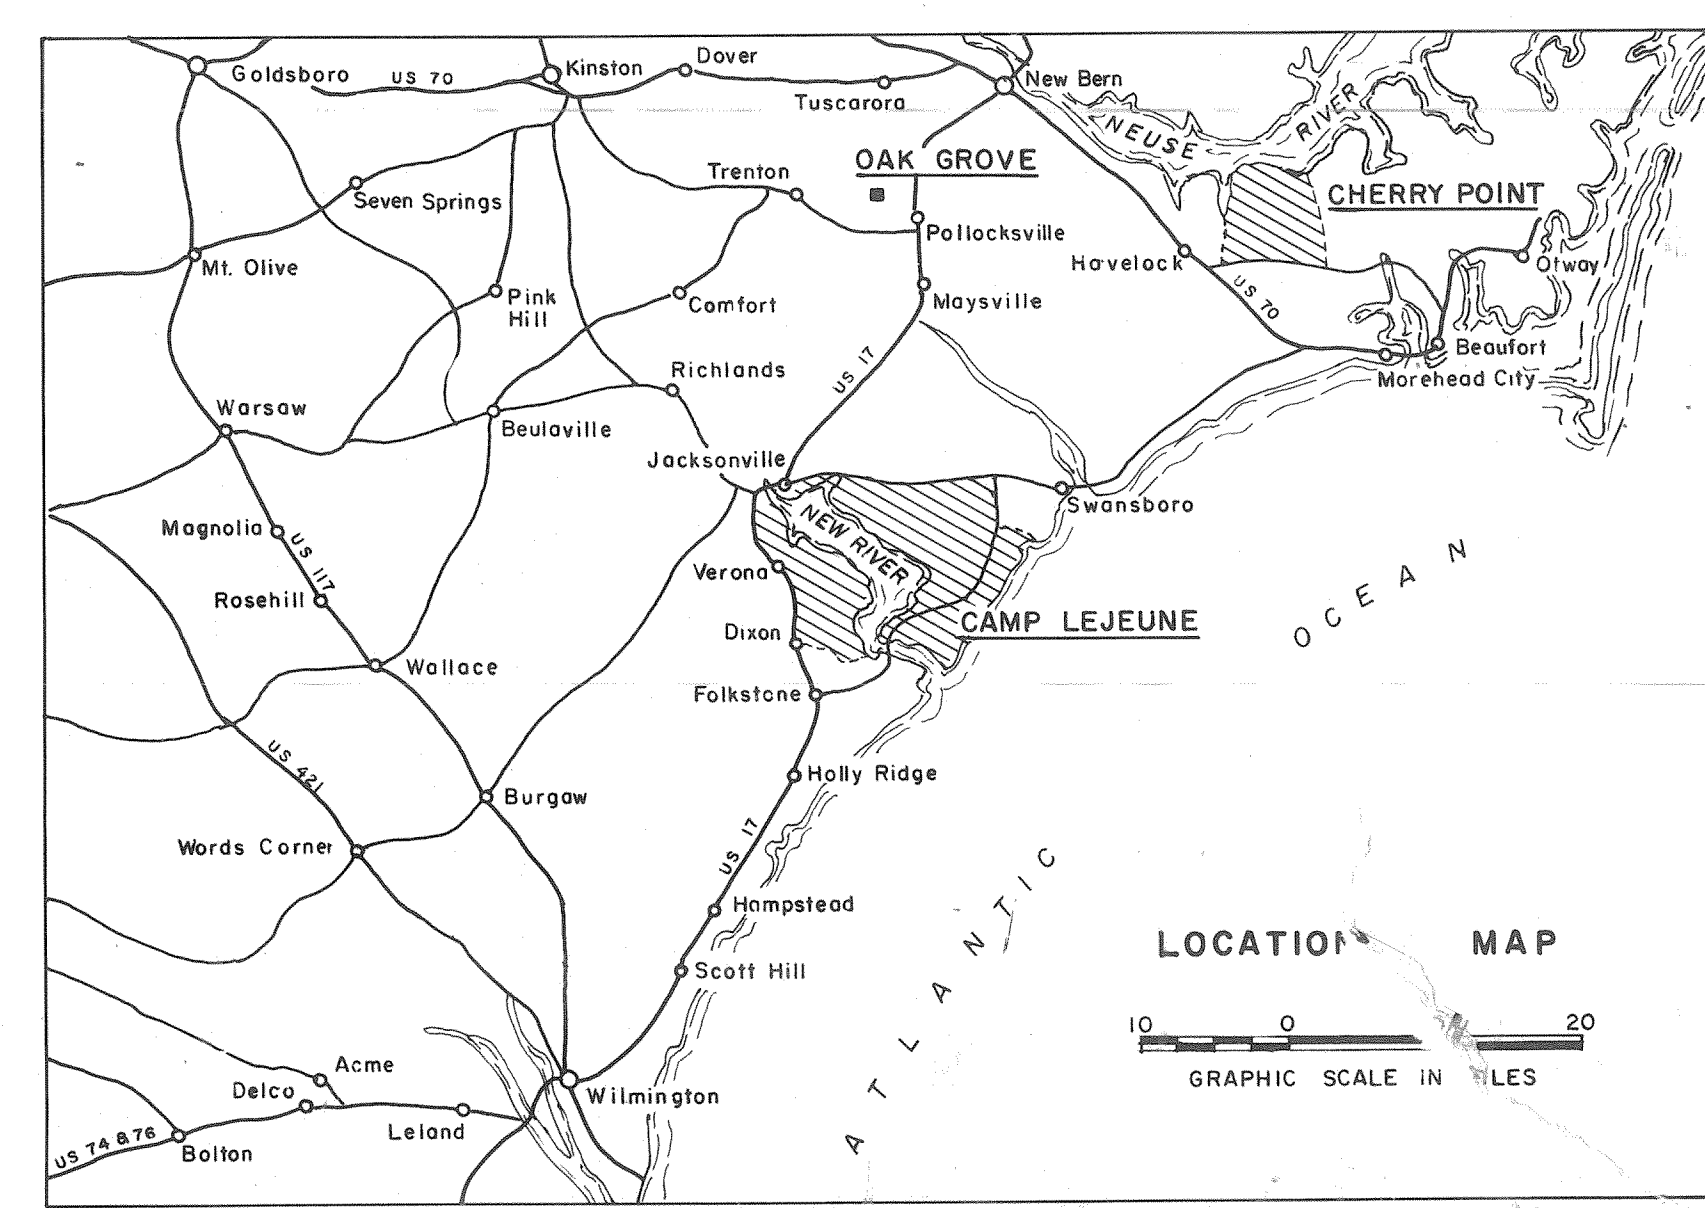 Goldsboro
US 70
Kinston
Dover
Tuscarora
New Bern
NEUSE RIVER
OAK GROVE
Trenton
Seven Springs
CHERRY POINT
Pollocksville
Mt. Olive
Havelock
Otway
Pink
Hill
Comfort
Maysville
US 70
Beaufort
Morehead City
Richlands
US 17
Warsaw
Beulaville
Jacksonville
Swansboro
Magnolia
US 117
NEW RIVER
Verona
Rosehill
CAMP LEJEUNE
Dixon
Wallace
Folkstone
US 421
Holly Ridge
Burgaw
Words Corner
US 17
Hampstead
Scott Hill
ATLANTIC OCEAN
LOCATION MAP
10 0 20
GRAPHIC SCALE IN LES
Acme
Delco
Wilmington
Leland
US 74 & 76
Bolton